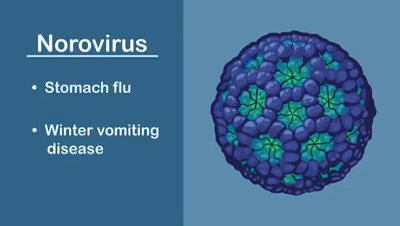 Norovirus
• Stomach flu
• Winter vomiting
disease